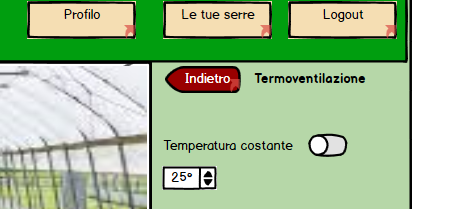 Profilo Le tue serre Logout
Indietro Termoventilazione
Temperatura costante
25°